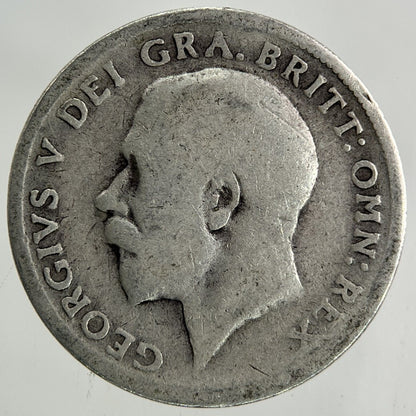 GEORGIVS V DEI GRA. BRITT: OMN: REX